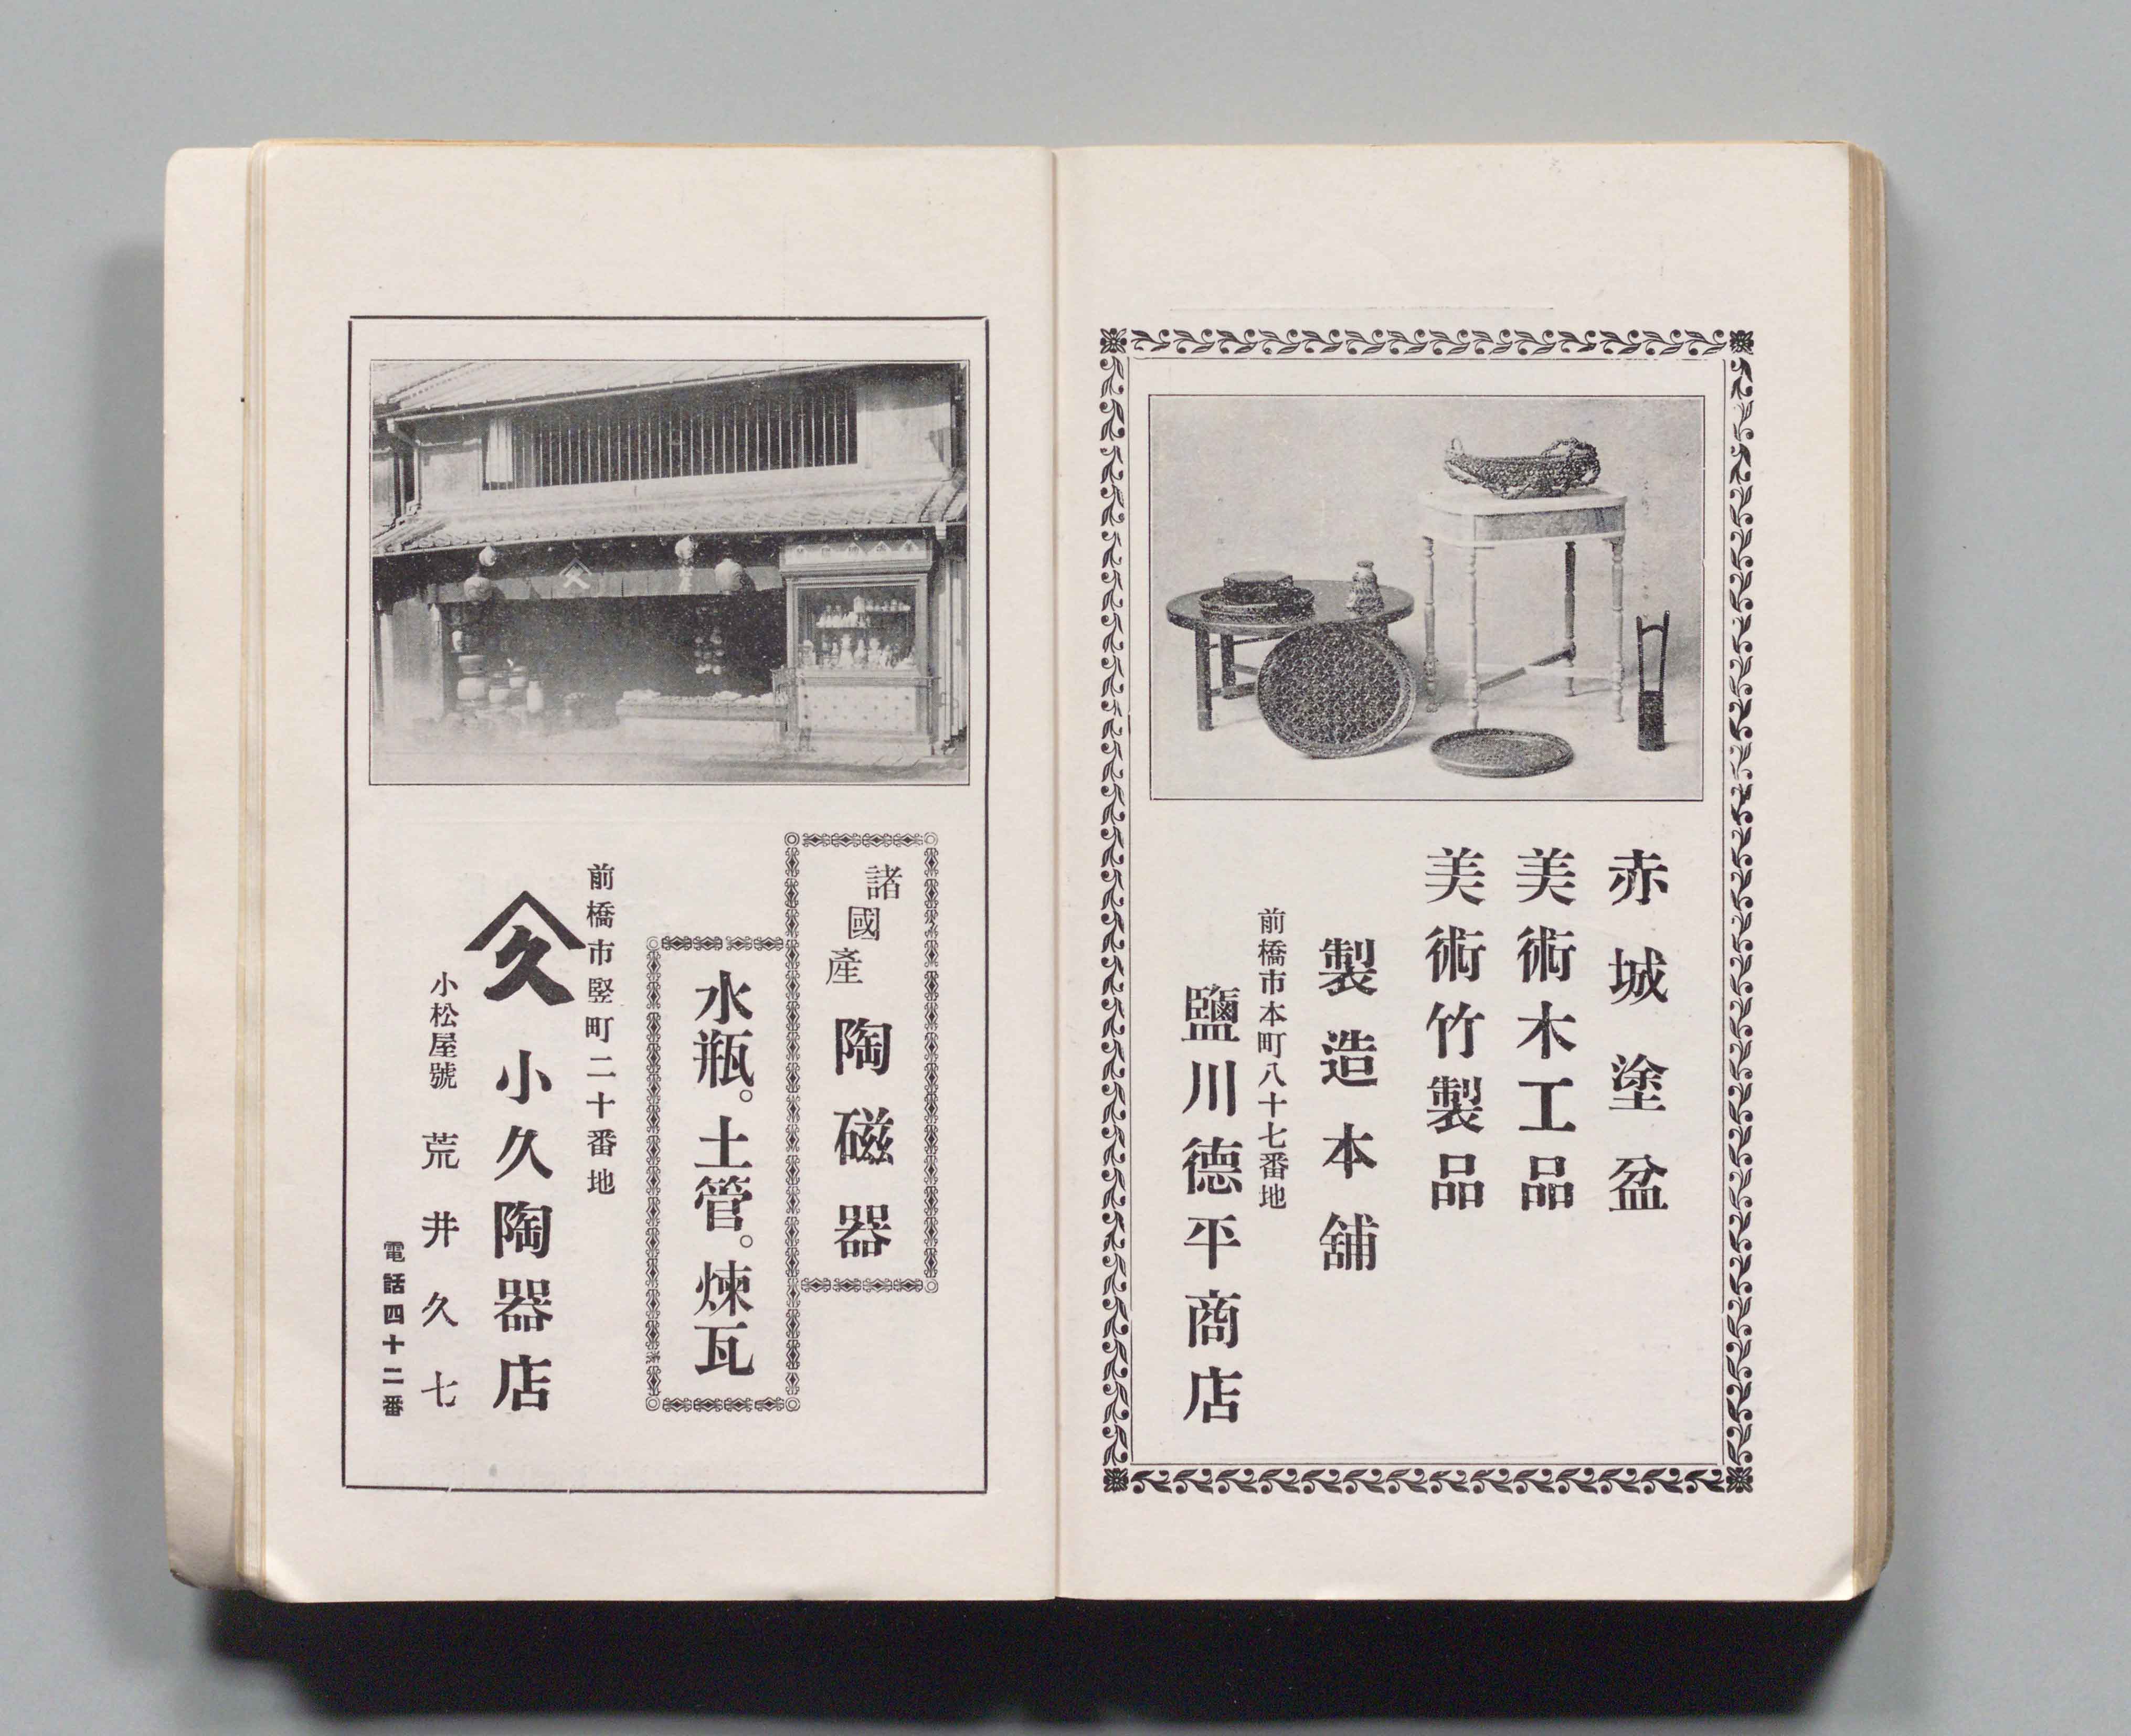 赤城塗盆
美術木工品
美術竹製品
製造本舗
前橋市本町八十七番地
鹽川德平商店
諸國產
陶磁器
水瓶。土管。煉瓦
前橋市竪町二十番地
久
小久陶器店
小松屋號 荒井久七
電話四十二番